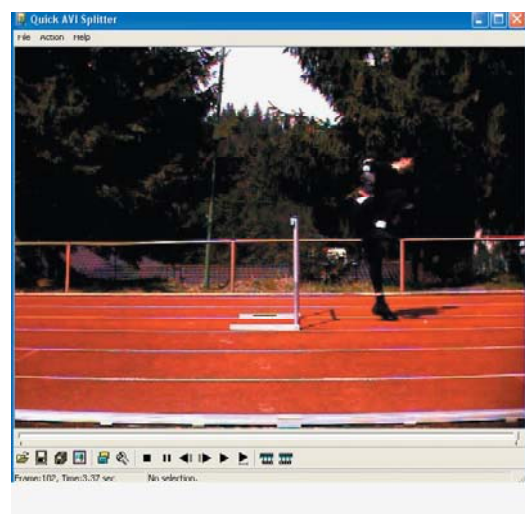 Quick AVI Splitter
File Action Help
Frame:102, Time:3.37 sec No selection.